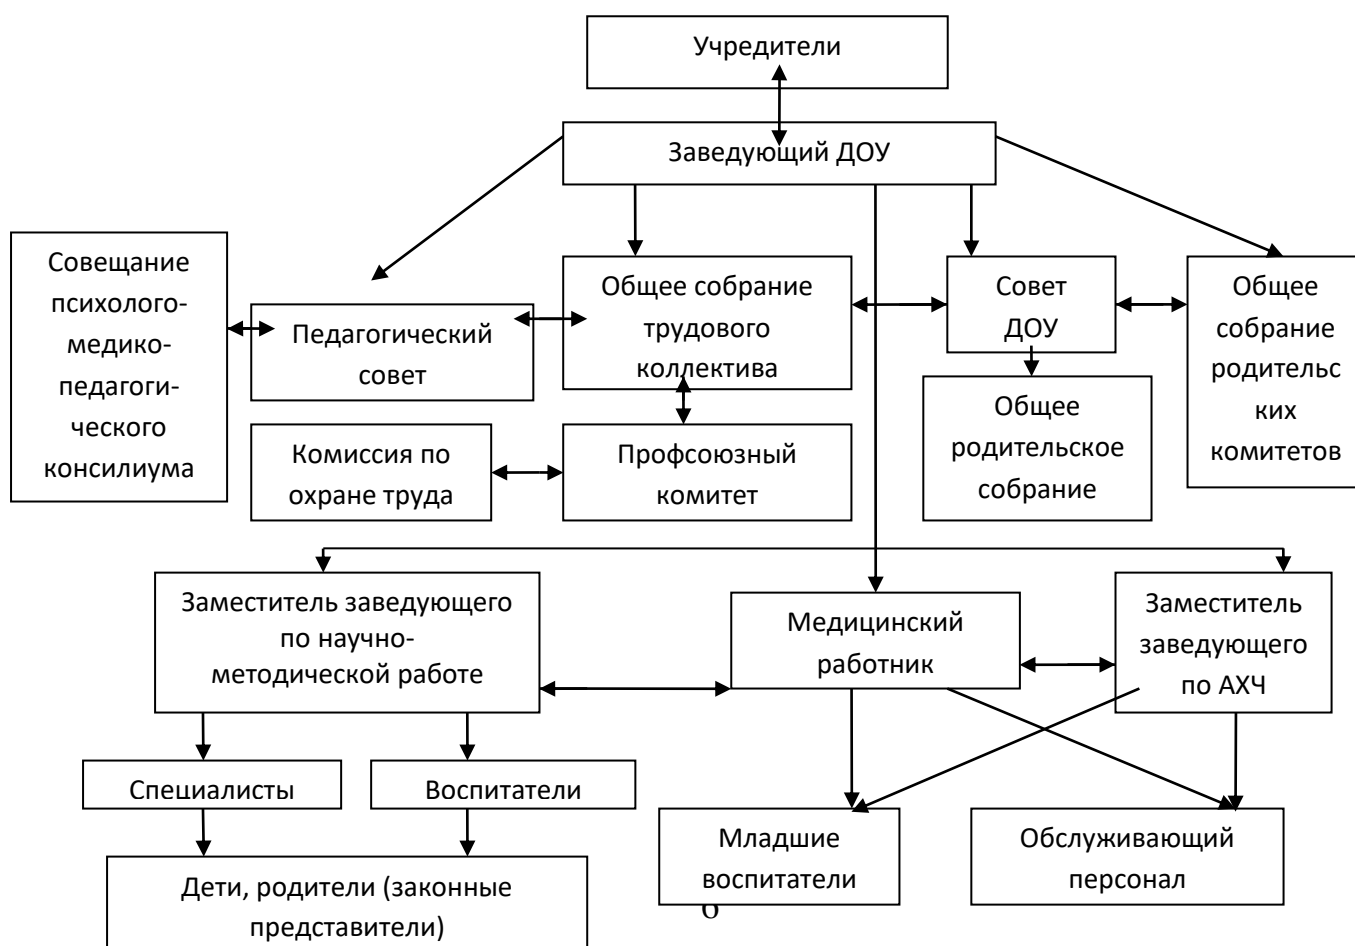 Учредители
Заведующий ДОУ
Совещание
психолого-
медико-
педагоги-
ческого
консилиума
Педагогический
совет
Общее собрание
трудового
коллектива
Совет
ДОУ
Общее
собрание
родительс
ких
комитетов
Комиссия по
охране труда
Профсоюзный
комитет
Общее
родительское
собрание
Заместитель заведующего
по научно-
методической работе
Медицинский
работник
Заместитель
заведующего
по АХЧ
Специалисты
Воспитатели
Младшие
воспитатели
Обслуживающий
персонал
Дети, родители (законные
представители)